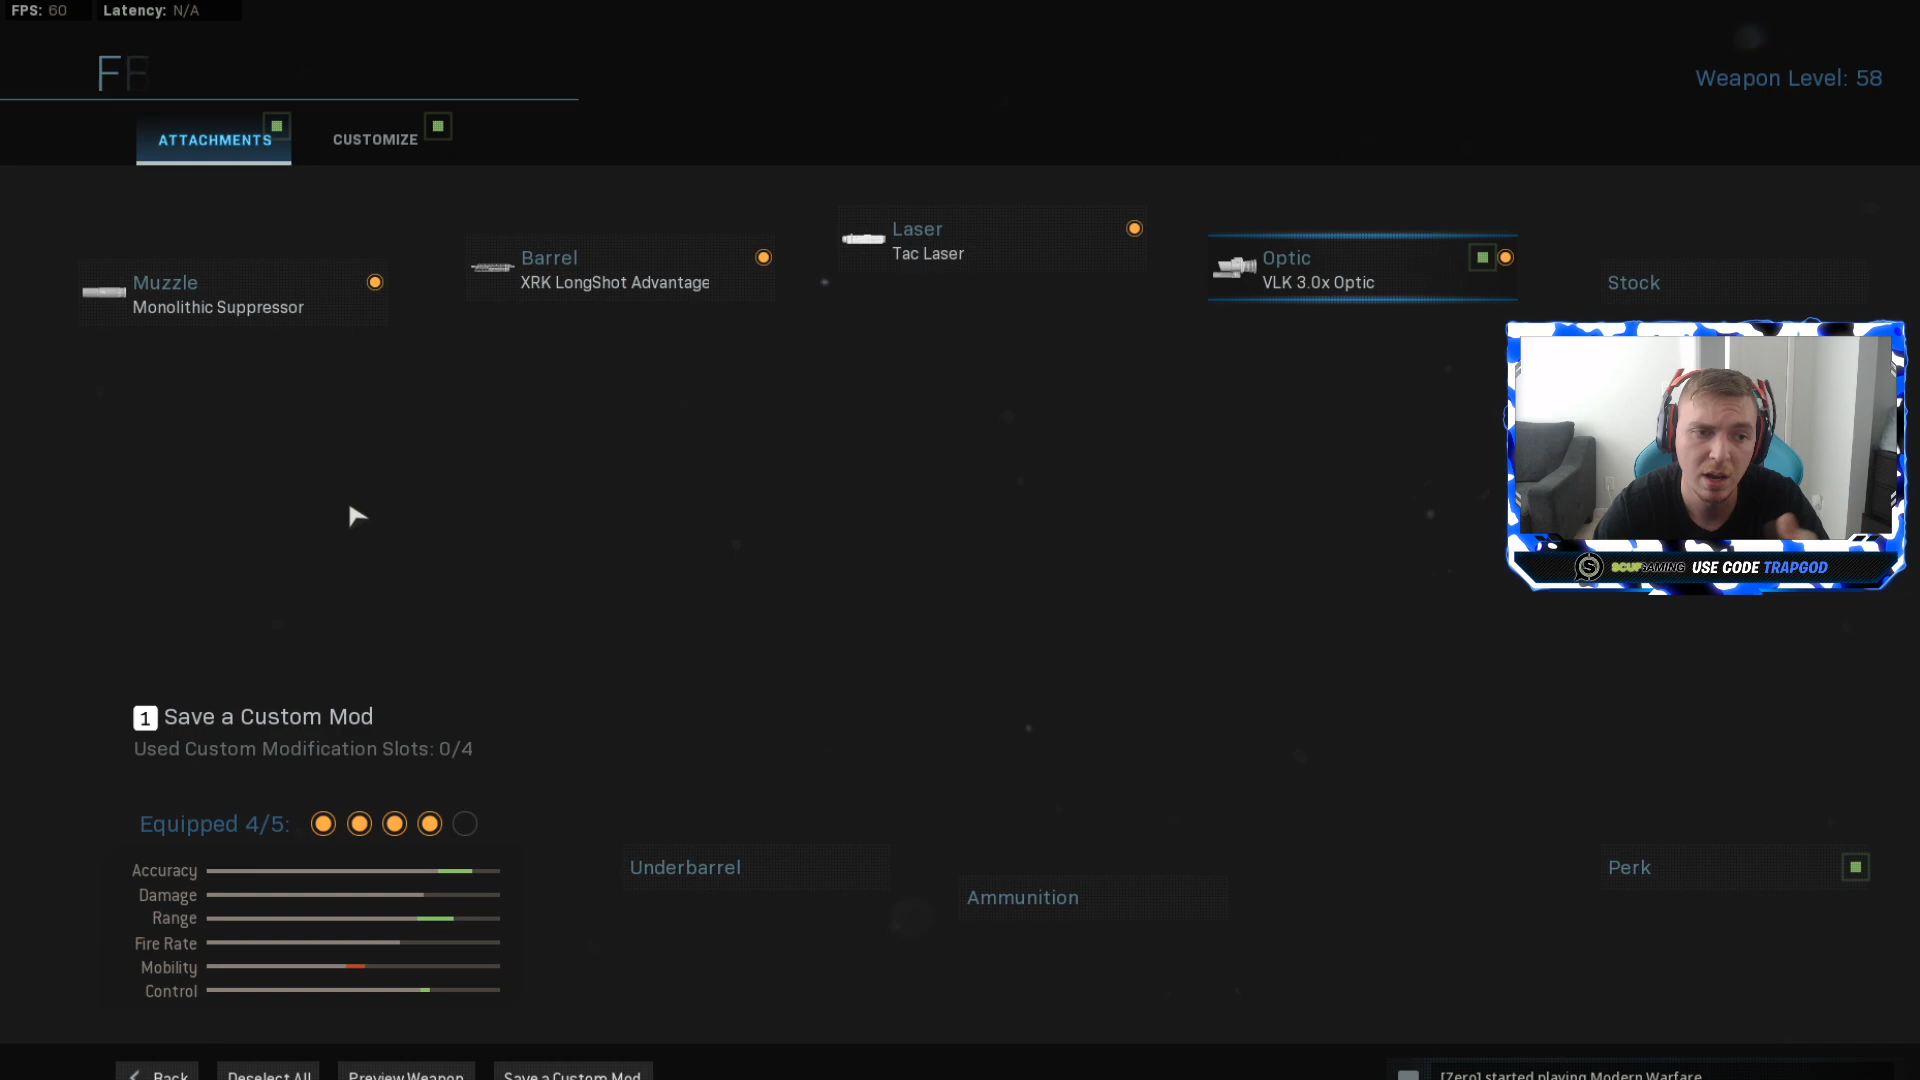 FPS: 60 Latency: N/A
FB
Weapon Level: 58
ATTACHMENTS CUSTOMIZE
Laser
Tac Laser
Barrel
XRK LongShot Advantage
Optic
VLK 3.0x Optic
Muzzle
Monolithic Suppressor
Stock
SCUF GAMING USE CODE TRAPGOD
1 Save a Custom Mod
Used Custom Modification Slots: 0/4
Equipped 4/5:
Accuracy
Damage
Range
Fire Rate
Mobility
Control
Underbarrel
Ammunition
Perk
Back Deselect All Preview Weapon Save a Custom Mod
[Zero] started playing Modern Warfare